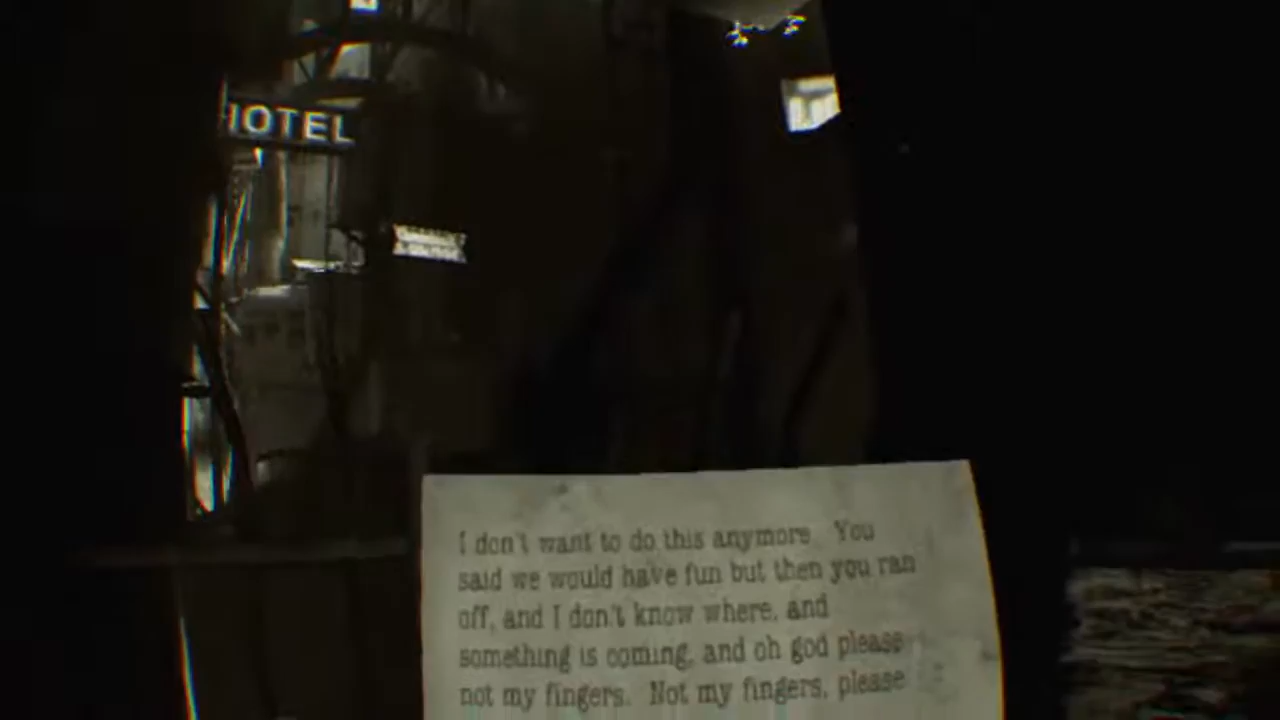 HOTEL
I don't want to do this anymore You
said we would have fun but then you ran
off, and I don't know where, and
something is coming, and oh god please
not my fingers. Not my fingers, please